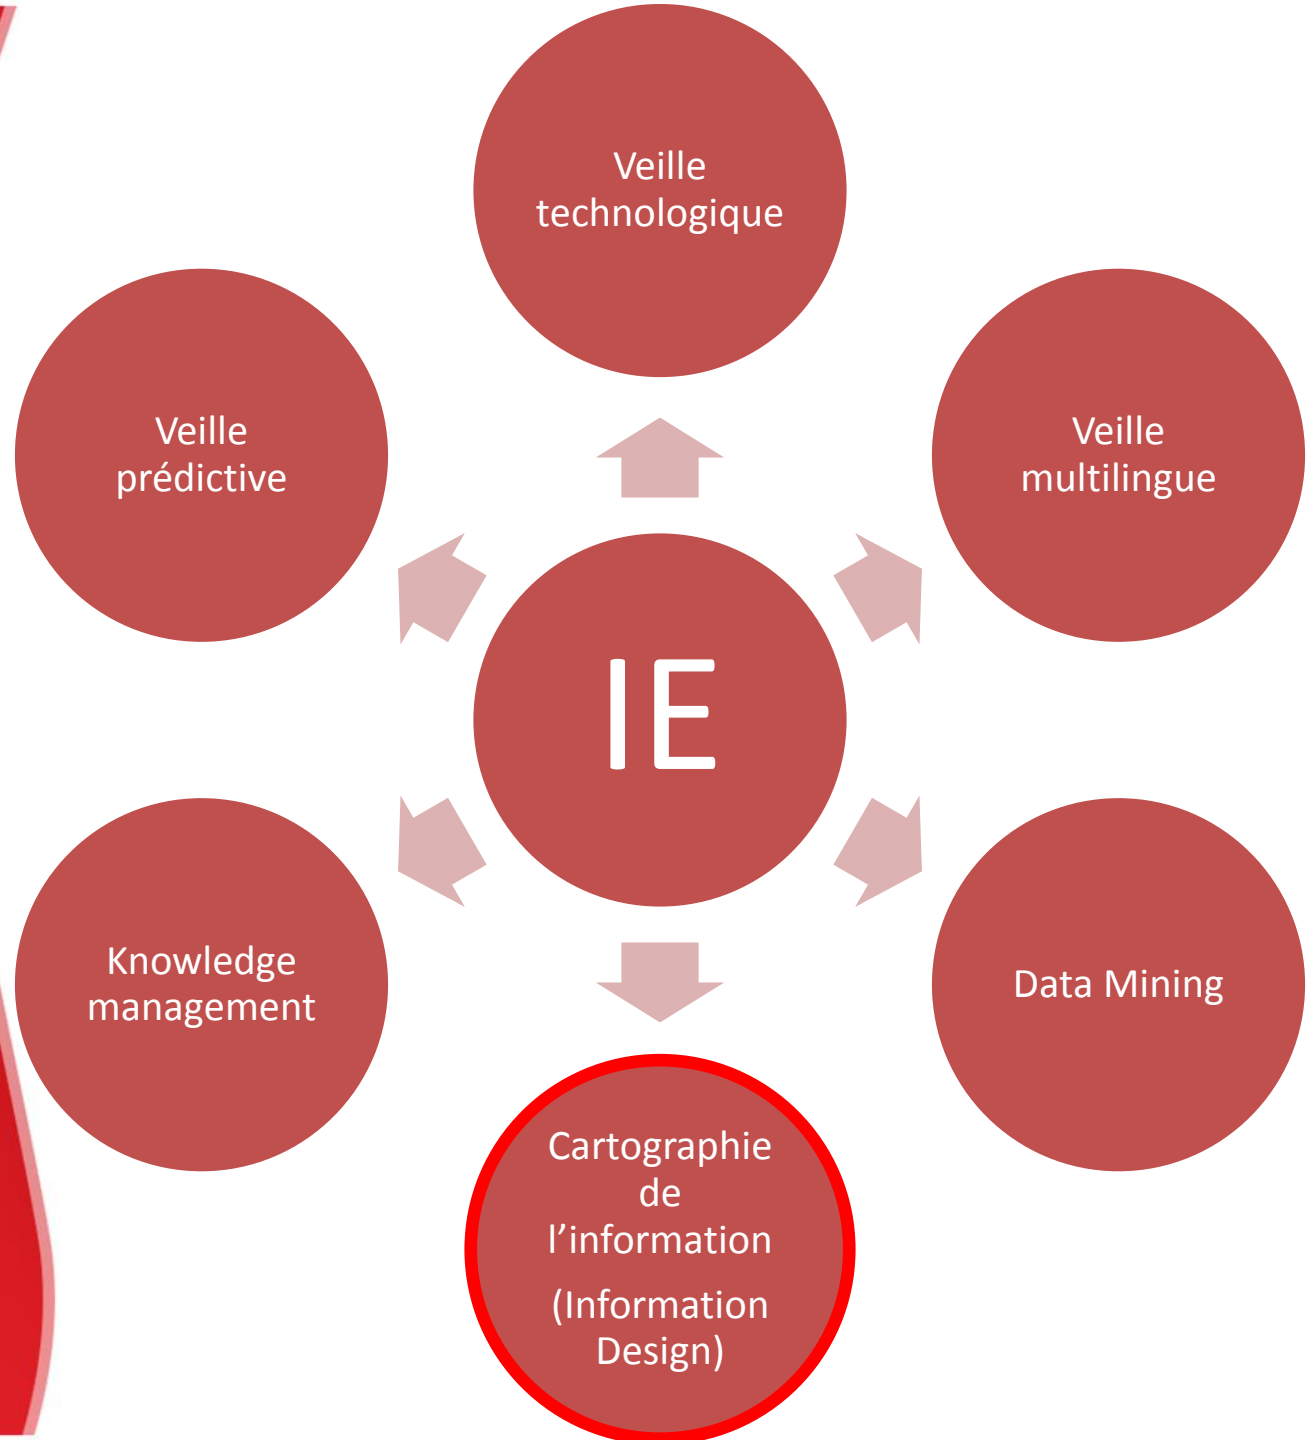 Veille
technologique
Veille
prédictive
Veille
multilingue
IE
Knowledge
management
Data Mining
Cartographie
de
l’information
(Information
Design)